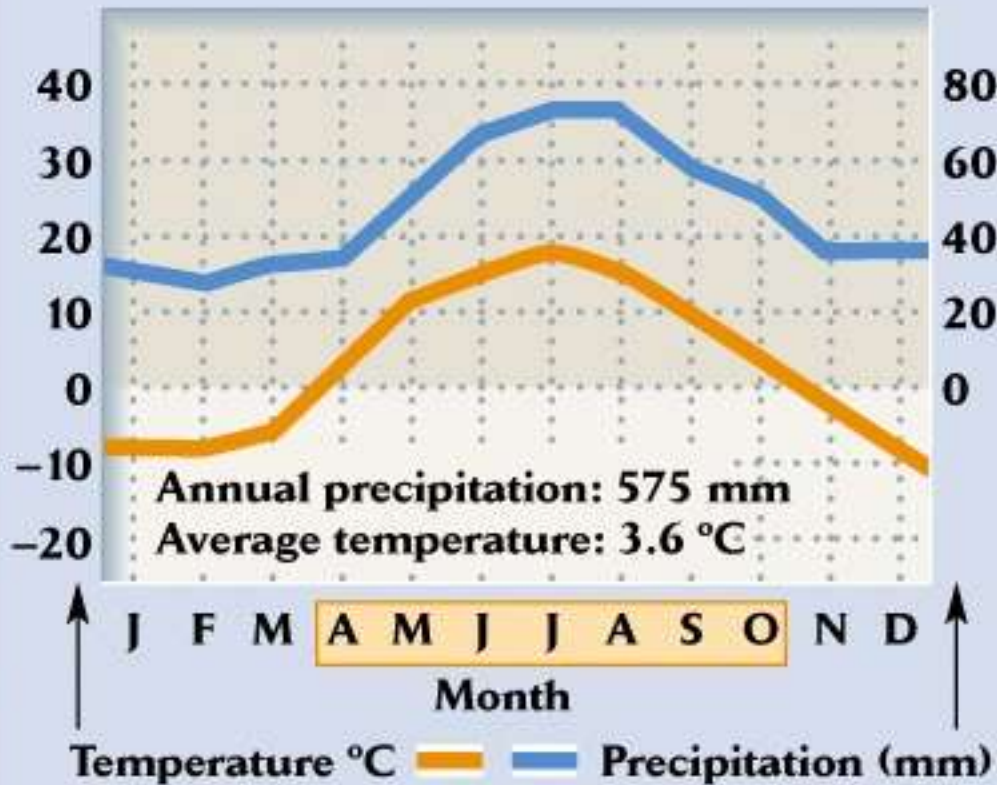 40 80
30 60
20 40
10 20
0 0
–10
Annual precipitation: 575 mm
Average temperature: 3.6 °C
–20
J F M A M J J A S O N D
Month
Temperature °C Precipitation (mm)